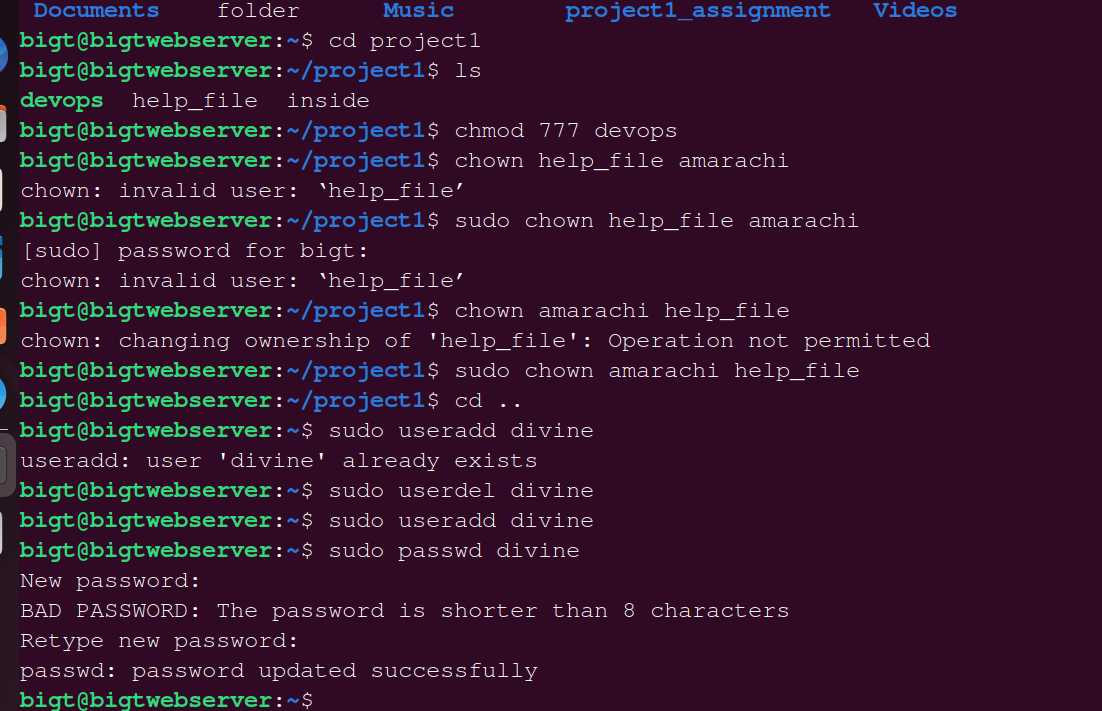 Documents folder Music project1_assignment Videos
bigt@bigtwebserver:~$ cd project1
bigt@bigtwebserver:~/project1$ ls
devops help_file inside
bigt@bigtwebserver:~/project1$ chmod 777 devops
bigt@bigtwebserver:~/project1$ chown help_file amarachi
chown: invalid user: ‘help_file’
bigt@bigtwebserver:~/project1$ sudo chown help_file amarachi
[sudo] password for bigt:
chown: invalid user: ‘help_file’
bigt@bigtwebserver:~/project1$ chown amarachi help_file
chown: changing ownership of 'help_file': Operation not permitted
bigt@bigtwebserver:~/project1$ sudo chown amarachi help_file
bigt@bigtwebserver:~/project1$ cd ..
bigt@bigtwebserver:~$ sudo useradd divine
useradd: user 'divine' already exists
bigt@bigtwebserver:~$ sudo userdel divine
bigt@bigtwebserver:~$ sudo useradd divine
bigt@bigtwebserver:~$ sudo passwd divine
New password:
BAD PASSWORD: The password is shorter than 8 characters
Retype new password:
passwd: password updated successfully
bigt@bigtwebserver:~$